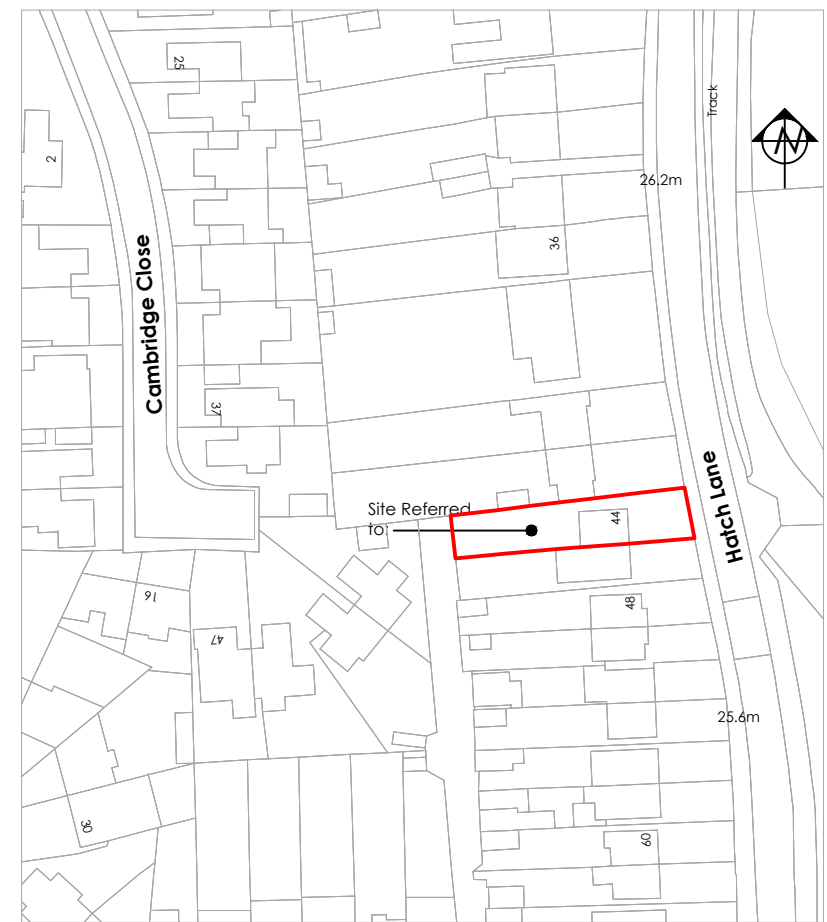 25
Track
2
26.2m
36
Cambridge Close
37
Site Referred
to:
44
Hatch Lane
16
48
47
25.6m
30
60
N